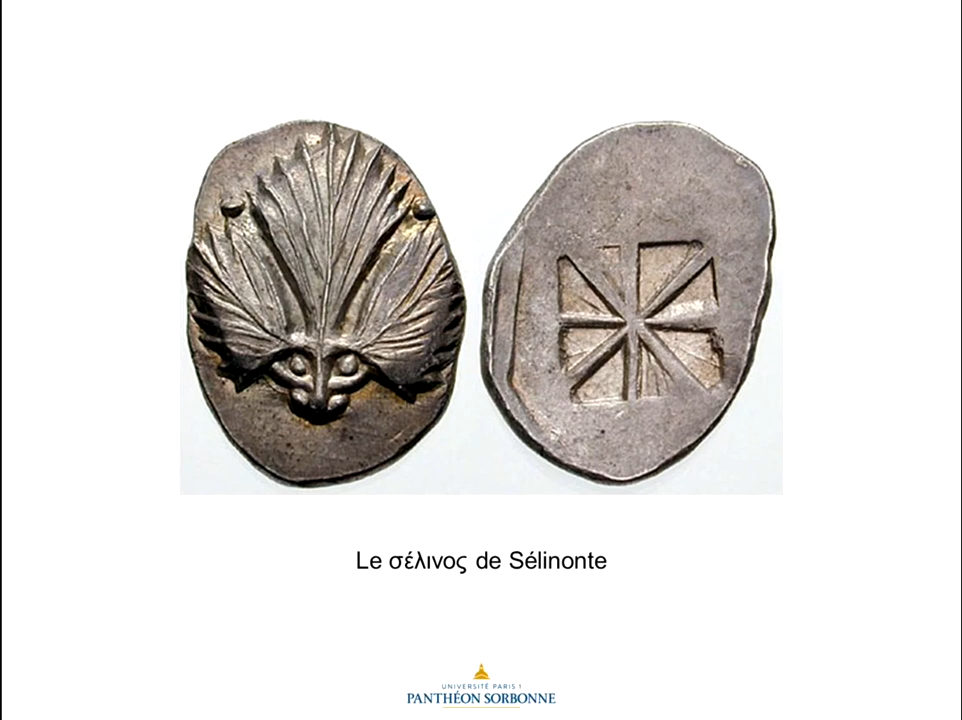 Le σέλινος de Sélinonte
UNIVERSITÉ PARIS 1
PANTHÉON SORBONNE